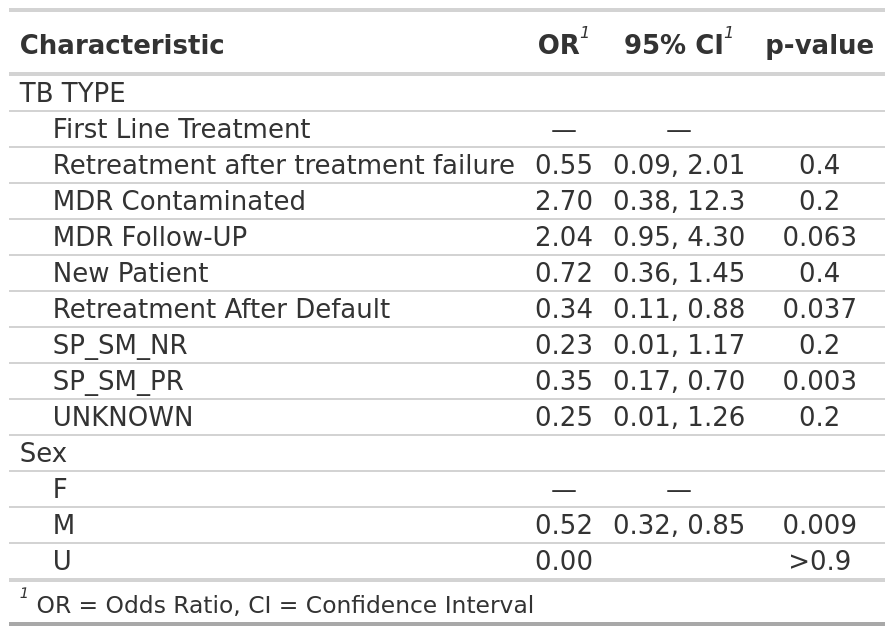 Characteristic OR1 95% CI1 p-value
TB TYPE
First Line Treatment — —
Retreatment after treatment failure 0.55 0.09, 2.01 0.4
MDR Contaminated 2.70 0.38, 12.3 0.2
MDR Follow-UP 2.04 0.95, 4.30 0.063
New Patient 0.72 0.36, 1.45 0.4
Retreatment After Default 0.34 0.11, 0.88 0.037
SP_SM_NR 0.23 0.01, 1.17 0.2
SP_SM_PR 0.35 0.17, 0.70 0.003
UNKNOWN 0.25 0.01, 1.26 0.2
Sex
F — —
M 0.52 0.32, 0.85 0.009
U 0.00 >0.9
1 OR = Odds Ratio, CI = Confidence Interval